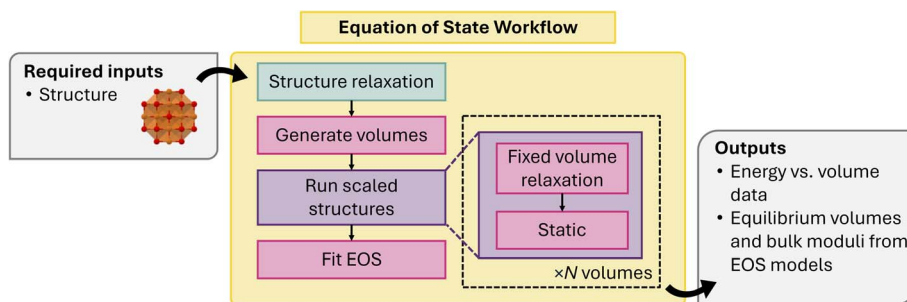 Equation of State Workflow
Required inputs
• Structure
Structure relaxation
Generate volumes
Run scaled
structures
Fit EOS
Fixed volume
relaxation
Static
×N volumes
Outputs
• Energy vs. volume
data
• Equilibrium volumes
and bulk moduli from
EOS models